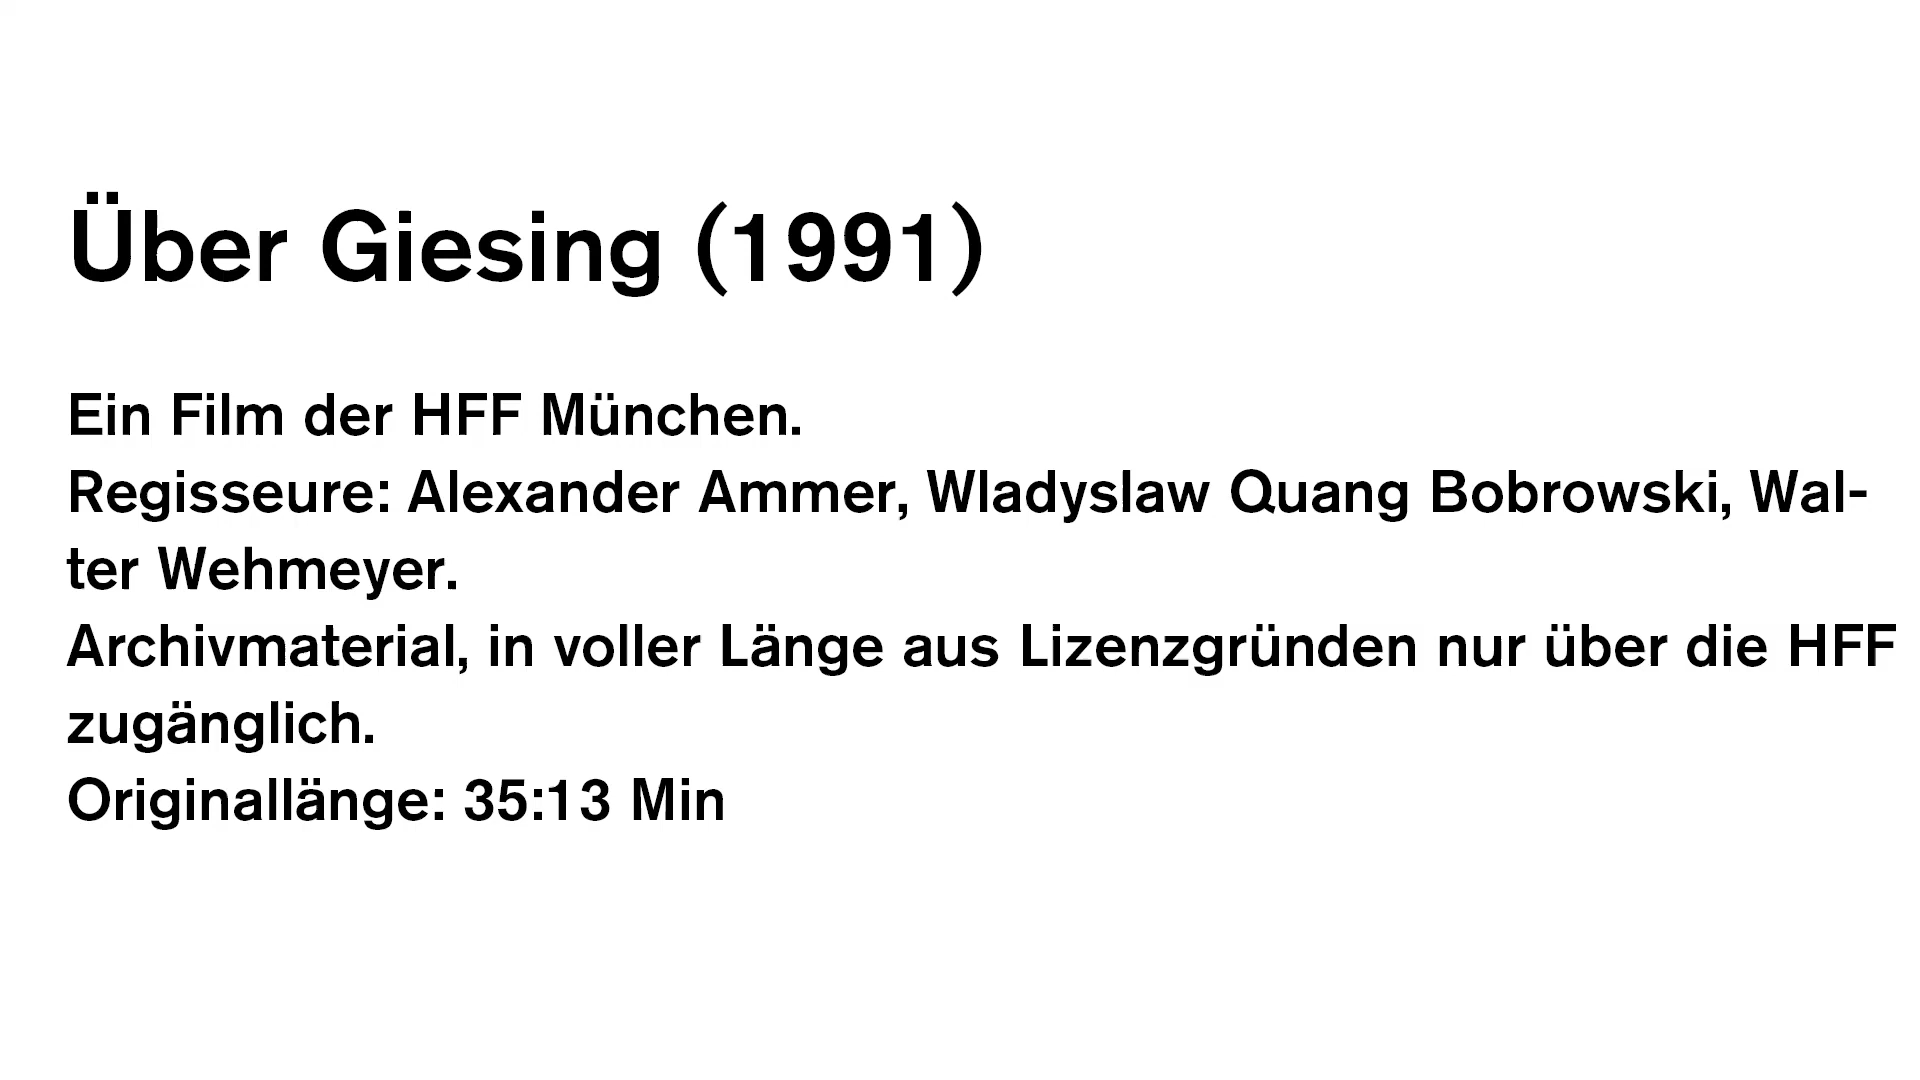 Über Giesing (1991)
Ein Film der HFF München.
Regisseure: Alexander Ammer, Wladyslaw Quang Bobrowski, Wal-
ter Wehmeyer.
Archivmaterial, in voller Länge aus Lizenzgründen nur über die HFF
zugänglich.
Originallänge: 35:13 Min